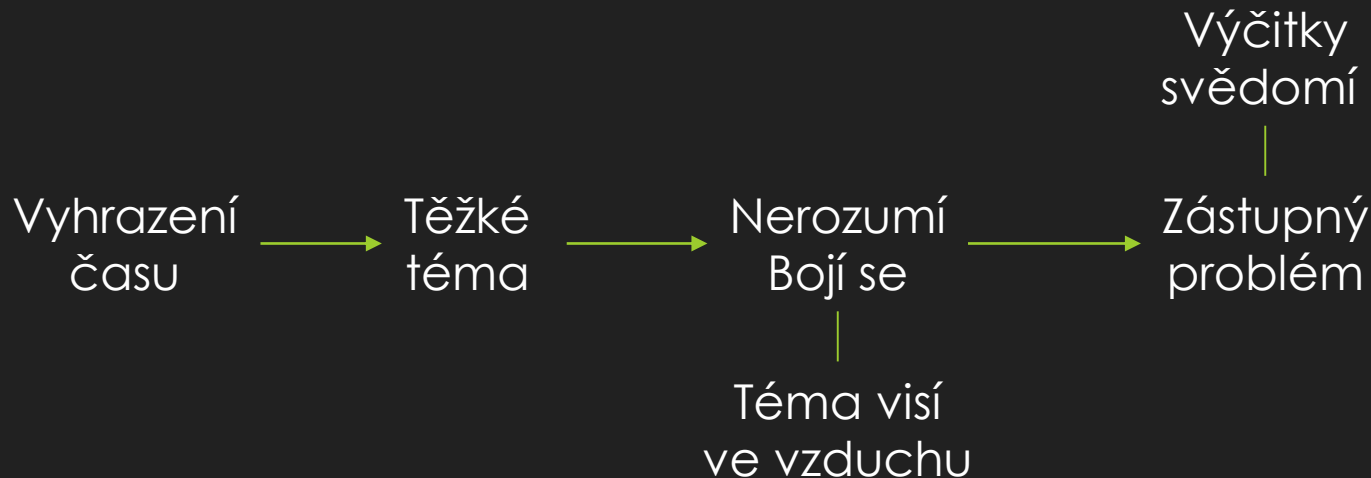 Výčitky
svědomí
Vyhrazení
času
Těžké
téma
Nerozumí
Bojí se
Zástupný
problém
Téma visí
ve vzduchu